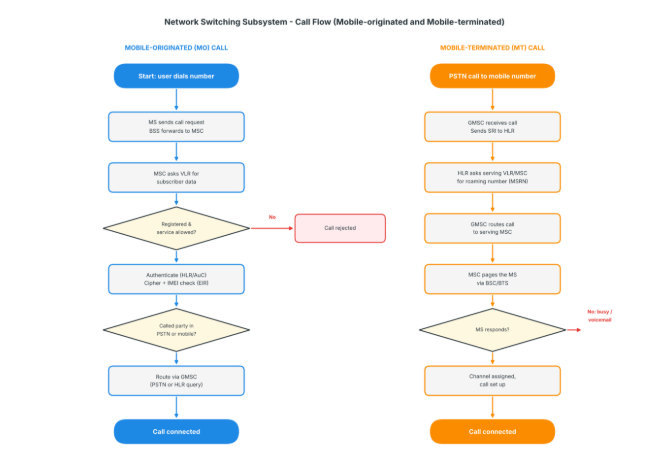 Network Switching Subsystem - Call Flow (Mobile-originated and Mobile-terminated)
MOBILE-ORIGINATED (MO) CALL
Start: user dials number
MS sends call request
BSS forwards to MSC
MSC asks VLR for
subscriber data
Registered &
service allowed?
No
Call rejected
Authenticate (HLR/AuC)
Cipher + IMEI check (EIR)
Called party in
PSTN or mobile?
Route via GMSC
(PSTN or HLR query)
Call connected
MOBILE-TERMINATED (MT) CALL
PSTN call to mobile number
GMSC receives call
Sends SRI to HLR
HLR asks serving VLR/MSC
for roaming number (MSRN)
GMSC routes call
to serving MSC
MSC pages the MS
via BSC/BTS
MS responds?
No: busy /
voicemail
Channel assigned,
call set up
Call connected